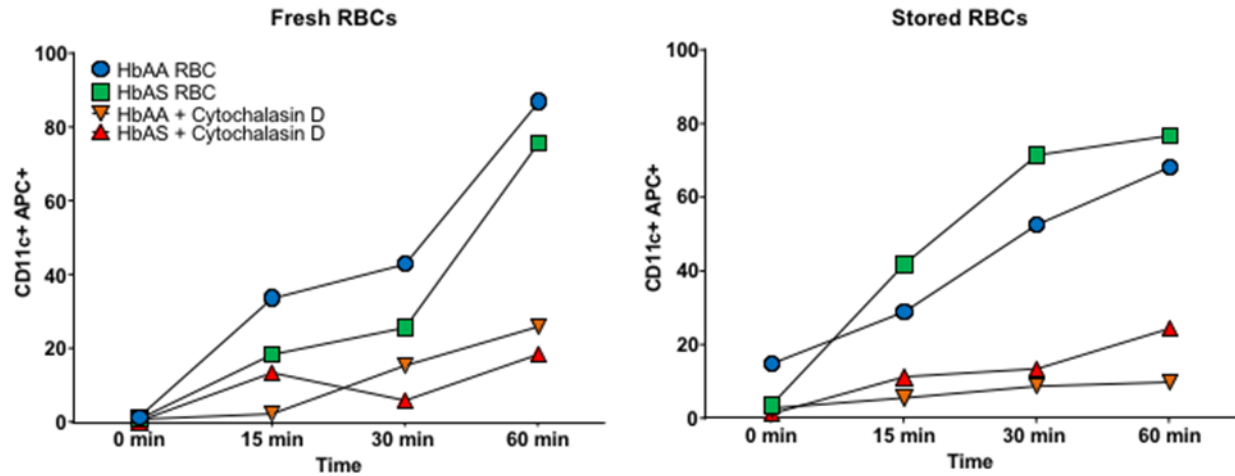 Fresh RBCs
CD11c+ APC+
100
80
60
40
20
0
HbAA RBC
HbAS RBC
HbAA + Cytochalasin D
HbAS + Cytochalasin D
0 min 15 min 30 min 60 min
Time
Stored RBCs
CD11c+ APC+
100
80
60
40
20
0
0 min 15 min 30 min 60 min
Time